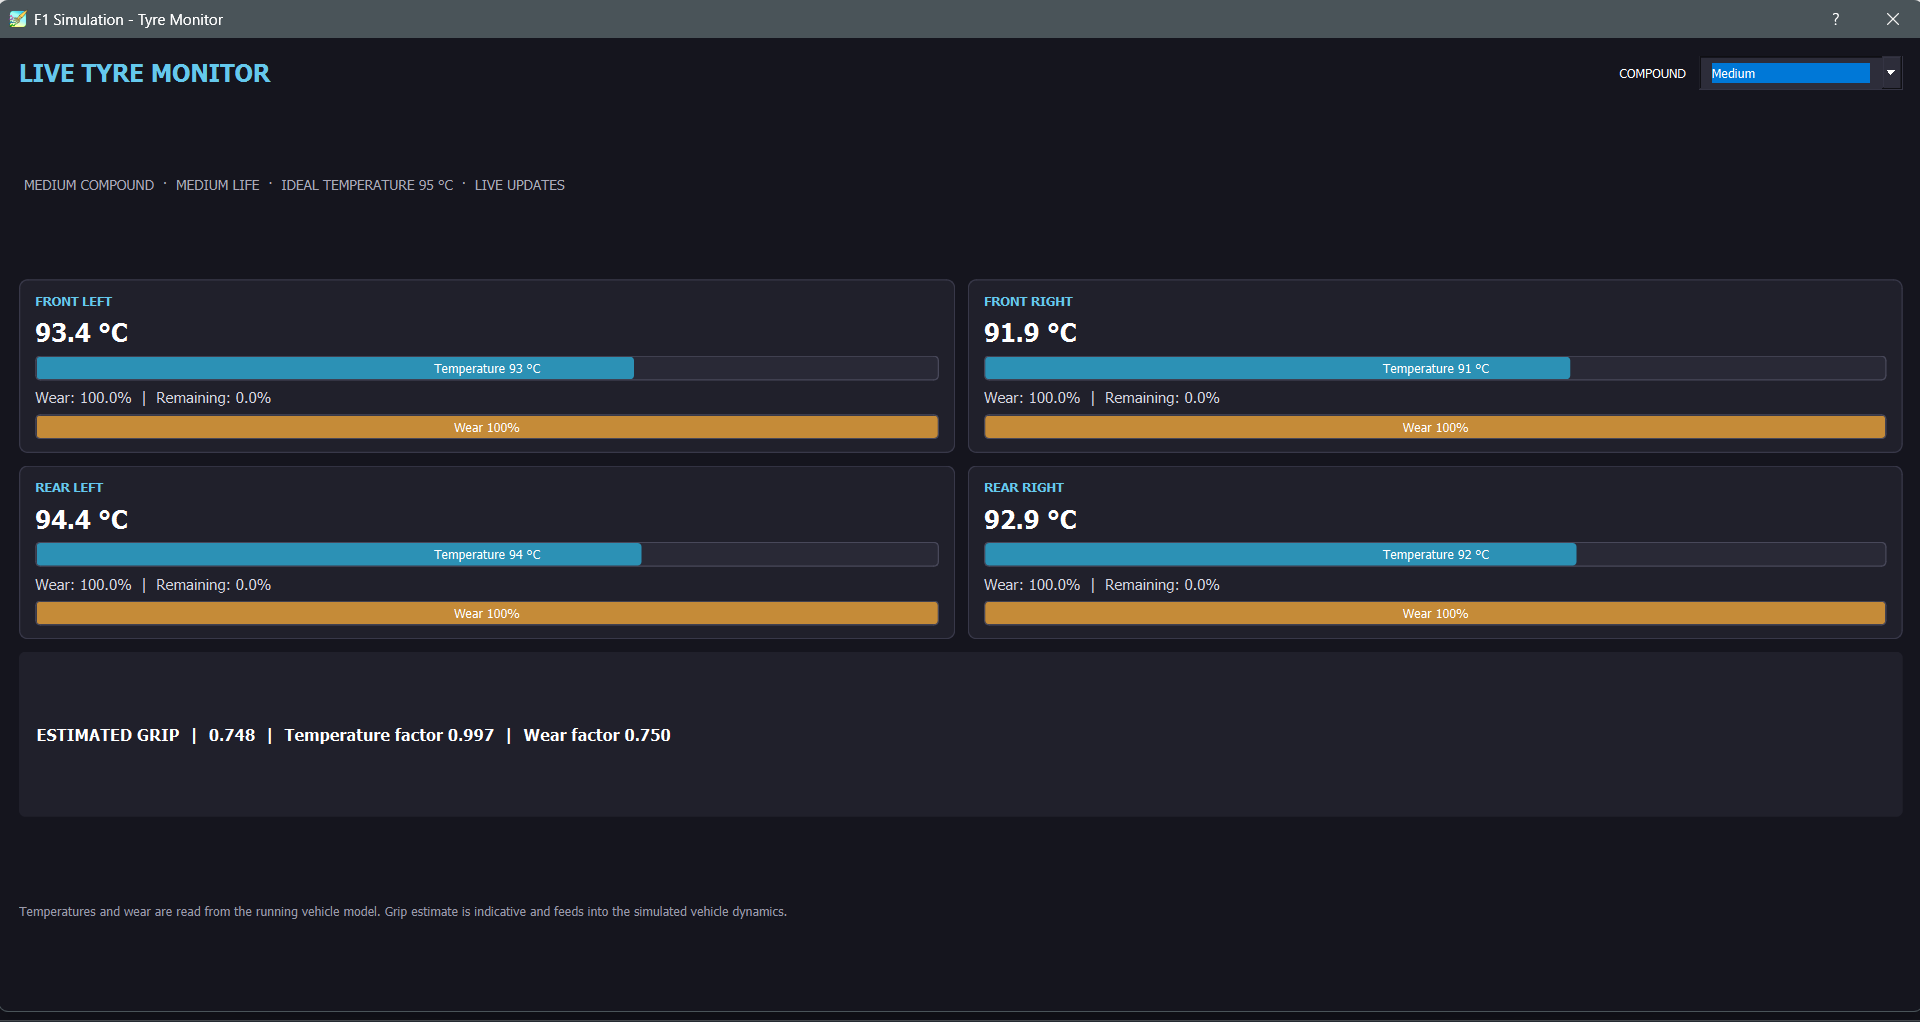 F1 Simulation - Tyre Monitor
?
LIVE TYRE MONITOR
COMPOUND
Medium
MEDIUM COMPOUND · MEDIUM LIFE · IDEAL TEMPERATURE 95 °C · LIVE UPDATES
FRONT LEFT
93.4 °C
Temperature 93 °C
Wear: 100.0% | Remaining: 0.0%
Wear 100%
FRONT RIGHT
91.9 °C
Temperature 91 °C
Wear: 100.0% | Remaining: 0.0%
Wear 100%
REAR LEFT
94.4 °C
Temperature 94 °C
Wear: 100.0% | Remaining: 0.0%
Wear 100%
REAR RIGHT
92.9 °C
Temperature 92 °C
Wear: 100.0% | Remaining: 0.0%
Wear 100%
ESTIMATED GRIP | 0.748 | Temperature factor 0.997 | Wear factor 0.750
Temperatures and wear are read from the running vehicle model. Grip estimate is indicative and feeds into the simulated vehicle dynamics.